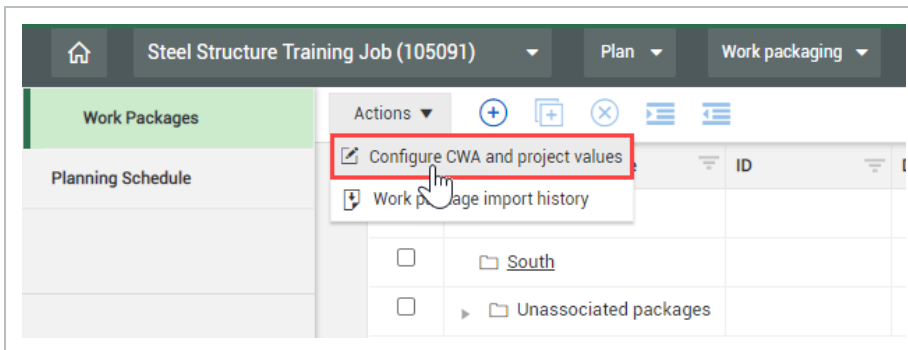 Steel Structure Training Job (105091) Plan Work packaging
Work Packages
Actions
Configure CWA and project values
ID
Planning Schedule
Work package import history
South
Unassociated packages